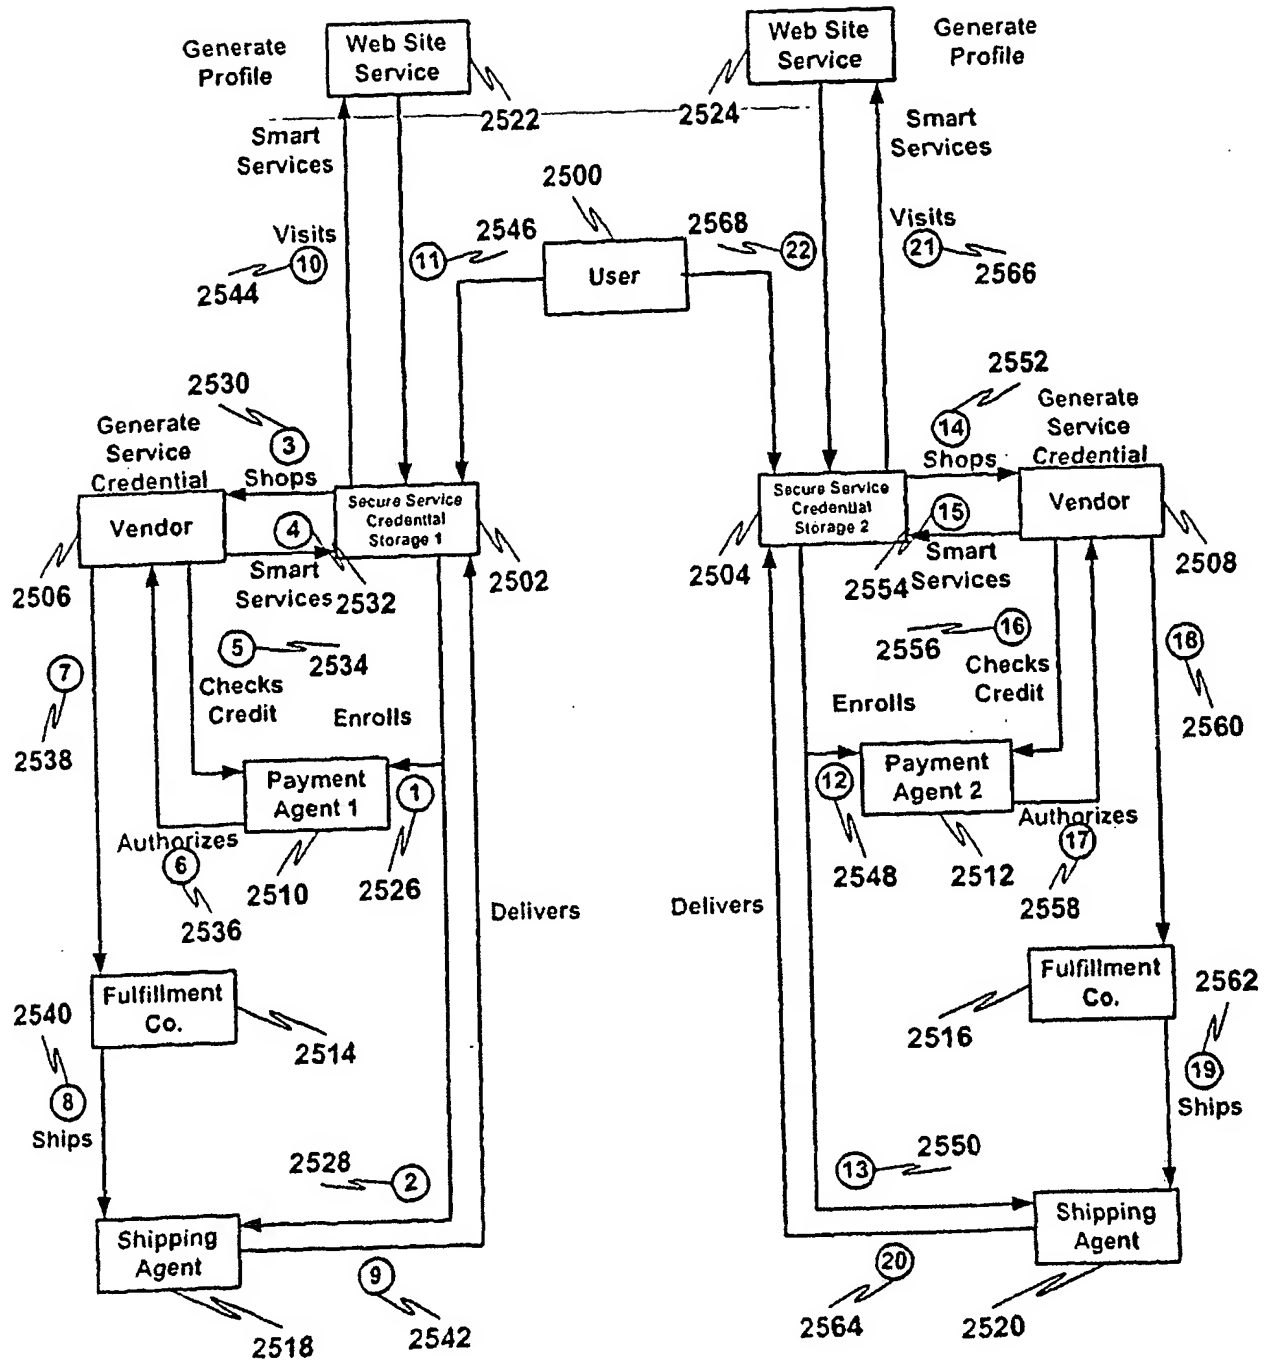 Generate
Profile
Web Site
Service
2522
Web Site
Service
2524
Generate
Profile
Smart
Services
Smart
Services
2500
User
Visits
10
2544
11
2546
2568
22
Visits
21
2566
2530
3
Shops
Generate
Service
Credential
Vendor
2506
4
Smart
Services
2532
Secure Service
Credential
Storage 1
2502
2552
14
Shops
Generate
Service
Credential
Vendor
2508
Secure Service
Credential
Storage 2
2504
15
Smart
Services
2554
5
2534
Checks
Credit
7
2538
Enrolls
Payment
Agent 1
2510
1
2526
Authorizes
6
2536
2556
16
Checks
Credit
18
2560
Enrolls
Payment
Agent 2
2512
12
2548
Authorizes
17
2558
Delivers
Delivers
Fulfillment
Co.
2514
2540
8
Ships
Fulfillment
Co.
2516
2562
19
Ships
2528
2
13
2550
Shipping
Agent
2518
9
2542
Shipping
Agent
2520
20
2564